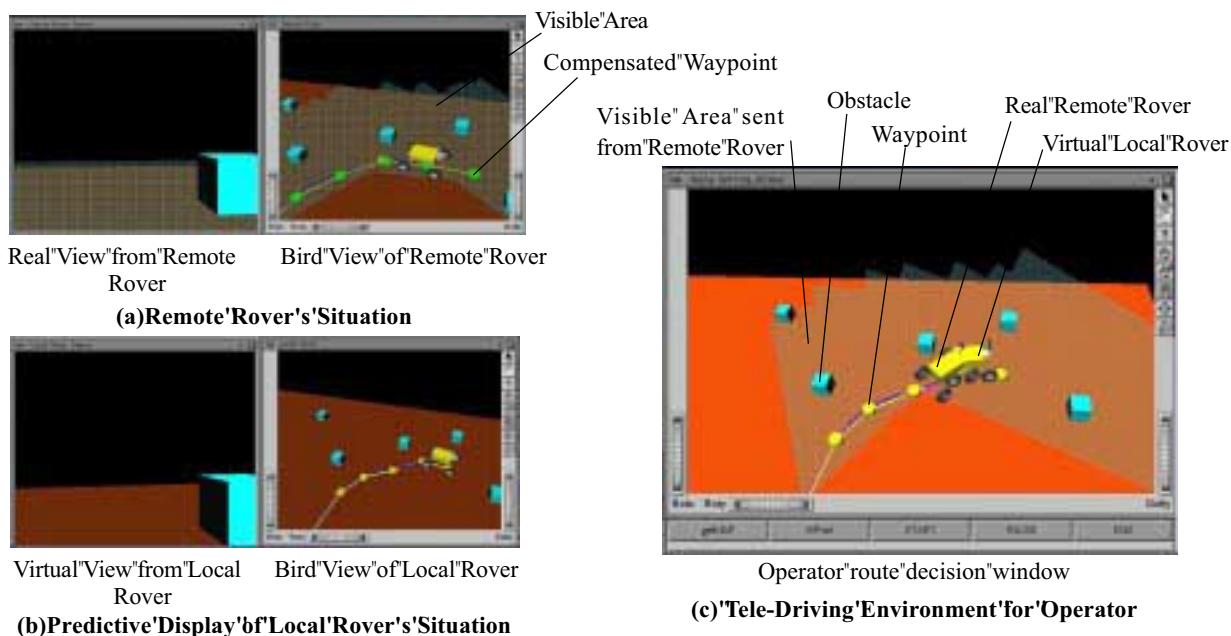 Visible"Area
Compensated"Waypoint
Real"View"from"Remote
Rover
Bird"View"of"Remote"Rover
(a)Remote'Rover's'Situation
Virtual"View"from"Local
Rover
Bird"View"of"Local"Rover
(b)Predictive'Display'of'Local'Rover's'Situation
Visible" Area" sent
from"Remote" Rover
Obstacle
Waypoint
Real"Remote"Rover
Virtual"Local"Rover
Operator"route"decision"window
(c)"Tele-Driving'Environment'for'Operator